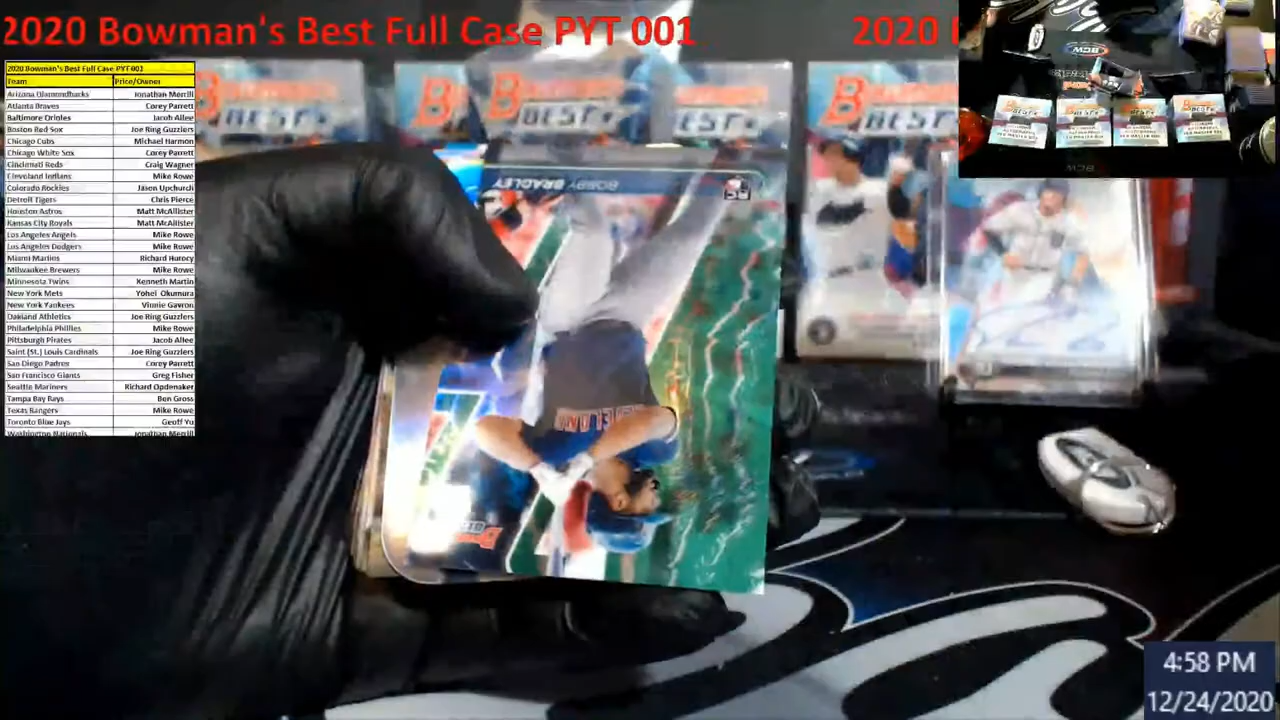 2020 Bowman's Best Full Case PYT 001
2020
2020 Bowman's Best Full Case PYT 001
Team Price/Owner
Arizona Diamondbacks Jonathan Merrill
Atlanta Braves Corey Parrett
Baltimore Orioles Jacob Allee
Boston Red Sox Joe Ring Guzzlers
Chicago Cubs Michael Harmon
Chicago White Sox Corey Parrett
Cincinnati Reds Craig Wagner
Cleveland Indians Mike Rowe
Colorado Rockies Jason Upchurch
Detroit Tigers Chris Pierce
Houston Astros Matt McAllister
Kansas City Royals Matt McAllister
Los Angeles Angels Mike Rowe
Los Angeles Dodgers Mike Rowe
Miami Marlins Richard Hurocy
Milwaukee Brewers Mike Rowe
Minnesota Twins Kenneth Martin
New York Mets Yohei Okumura
New York Yankees Vinnie Gavron
Oakland Athletics Joe Ring Guzzlers
Philadelphia Phillies Mike Rowe
Pittsburgh Pirates Jacob Allee
Saint (St.) Louis Cardinals Joe Ring Guzzlers
San Diego Padres Corey Parrett
San Francisco Giants Greg Fisher
Seattle Mariners Richard Opdenaker
Tampa Bay Rays Ben Gross
Texas Rangers Mike Rowe
Toronto Blue Jays Geoff Yu
Washington Nationals Jonathan Merrill
BEST
BEST
BEST
BEST
BOBBY BRADLEY
4:58 PM
12/24/2020